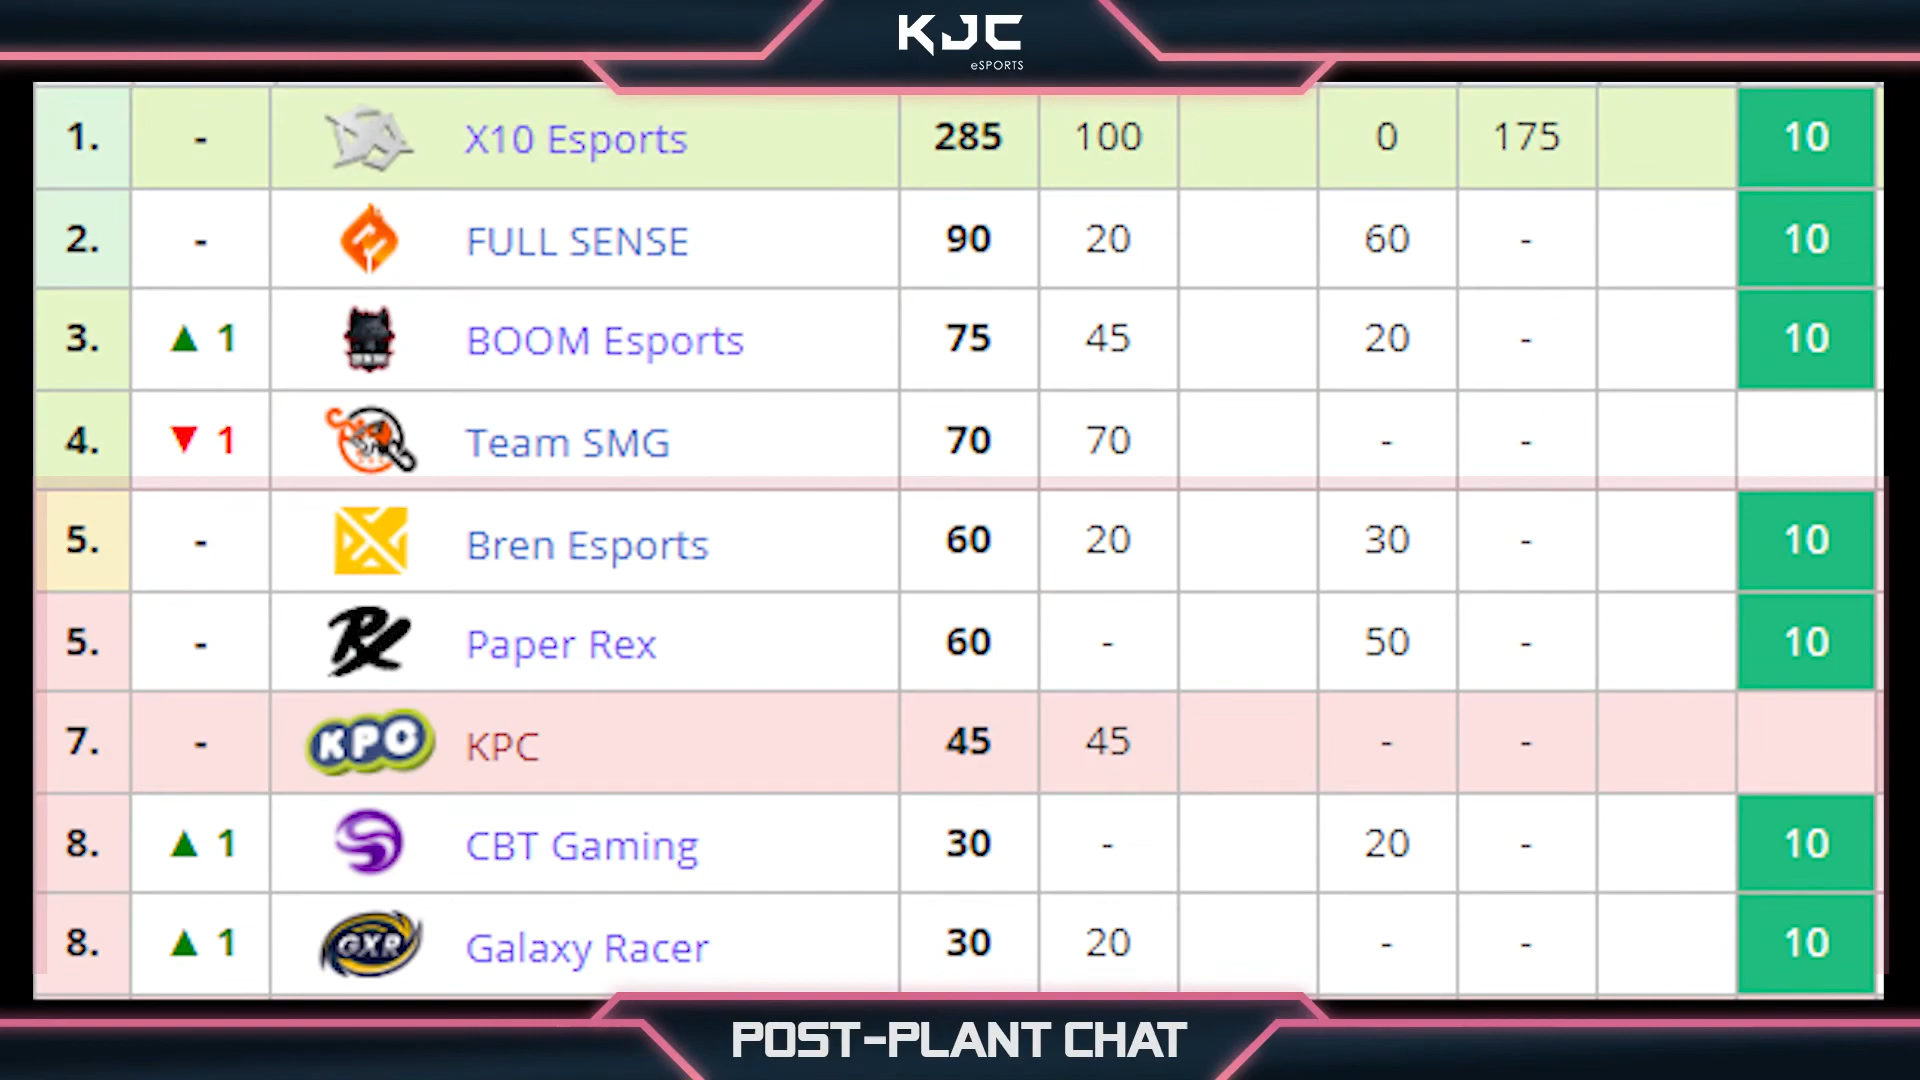 KJC
eSPORTS
1. - X10 Esports 285 100 0 175 10
2. - FULL SENSE 90 20 60 - 10
3. ▲ 1 BOOM Esports 75 45 20 - 10
4. ▼ 1 Team SMG 70 70 - -
5. - Bren Esports 60 20 30 - 10
5. - Paper Rex 60 - 50 - 10
7. - KPC KPC 45 45 - -
8. ▲ 1 CBT Gaming 30 - 20 - 10
8. ▲ 1 GXR Galaxy Racer 30 20 - - 10
POST-PLANT CHAT